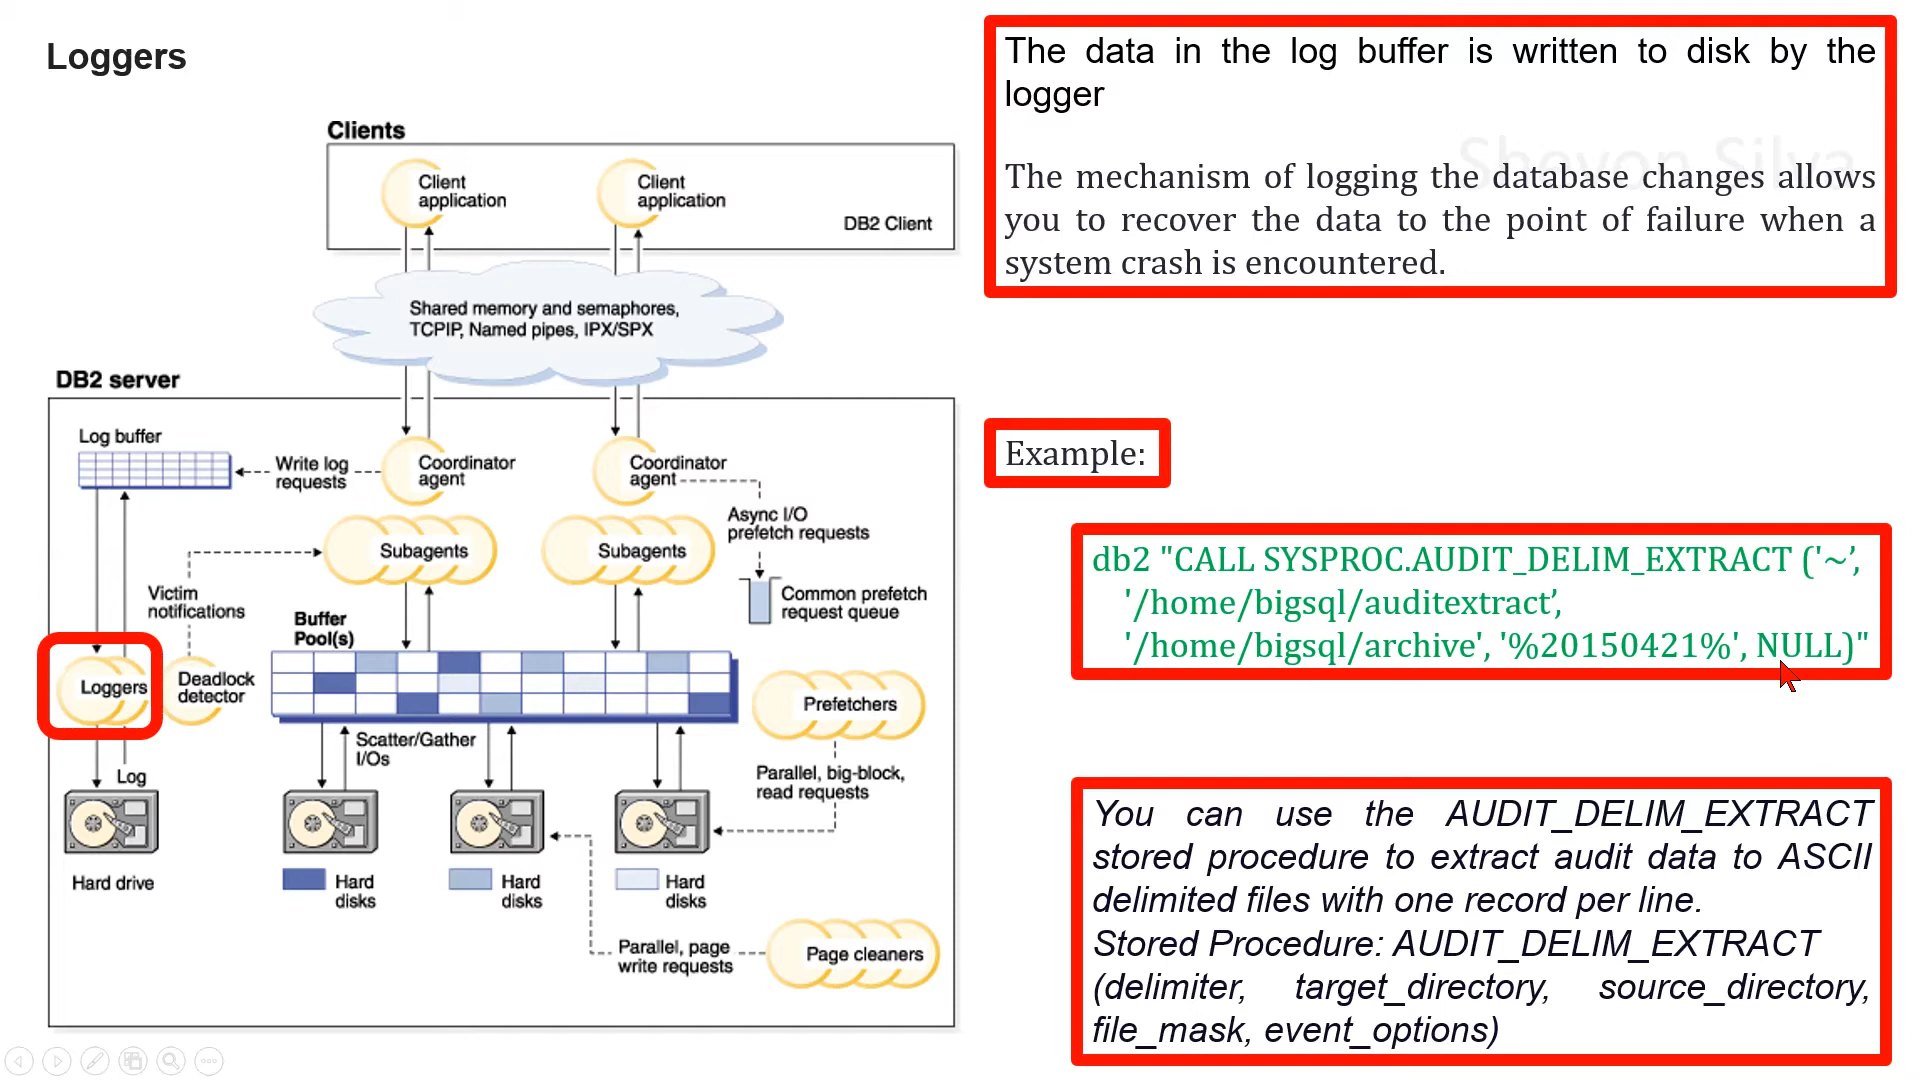 Loggers
The data in the log buffer is written to disk by the
logger
Shevon Silva
The mechanism of logging the database changes allows
you to recover the data to the point of failure when a
system crash is encountered.
Clients
Client
application
Client
application
DB2 Client
Shared memory and semaphores,
TCPIP, Named pipes, IPX/SPX
DB2 server
Log buffer
Write log
requests
Coordinator
agent
Coordinator
agent
Async I/O
prefetch requests
Subagents
Subagents
Victim
notifications
Common prefetch
request queue
Buffer
Pool(s)
Loggers
Deadlock
detector
Prefetchers
Scatter/Gather
I/Os
Log
Parallel, big-block,
read requests
Hard drive
Hard
disks
Hard
disks
Hard
disks
Parallel, page
write requests
Page cleaners
Example:
db2 "CALL SYSPROC.AUDIT_DELIM_EXTRACT ('~’,
'/home/bigsql/auditextract’,
'/home/bigsql/archive', '%20150421%', NULL)"
You can use the AUDIT_DELIM_EXTRACT
stored procedure to extract audit data to ASCII
delimited files with one record per line.
Stored Procedure: AUDIT_DELIM_EXTRACT
(delimiter, target_directory, source_directory,
file_mask, event_options)